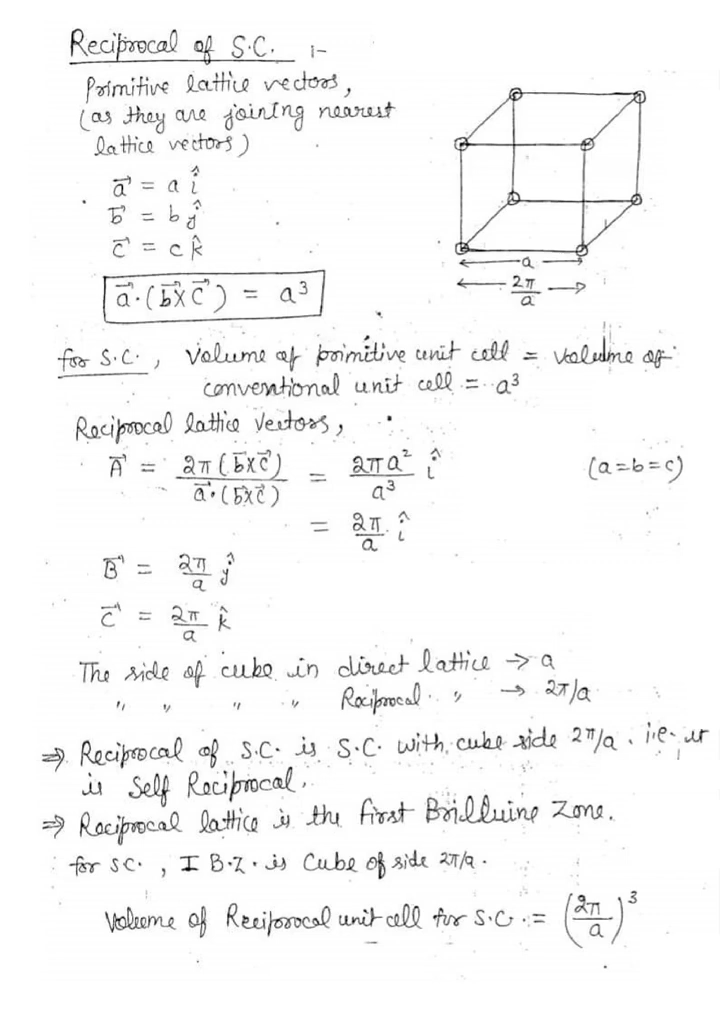 Reciprocal of S.C. :-
Primitive lattice vectors,
(as they are joining nearest
lattice vectors)
a⃗ = a î
b⃗ = b ĵ
c⃗ = c k̂
a⃗·(b⃗×c⃗) = a³
a
2π/a
for S.C., Volume of primitive unit cell = volume of
conventional unit cell = a³
Reciprocal lattice Vectors,
A⃗ = 2π(b⃗×c⃗)/a⃗·(b⃗×c⃗) = 2πa²/a³ î (a=b=c)
= 2π/a î
B⃗ = 2π/a ĵ
C⃗ = 2π/a k̂
The side of cube in direct lattice → a
" " " " Reciprocal " → 2π/a
⇒ Reciprocal of S.C. is S.C. with cube side 2π/a. i.e. it
is Self Reciprocal.
⇒ Reciprocal lattice is the first Brilluine Zone.
for SC., I B.Z. is Cube of side 2π/a.
Voleeme of Reciprocal unit cell for S.C. = (2π/a)³